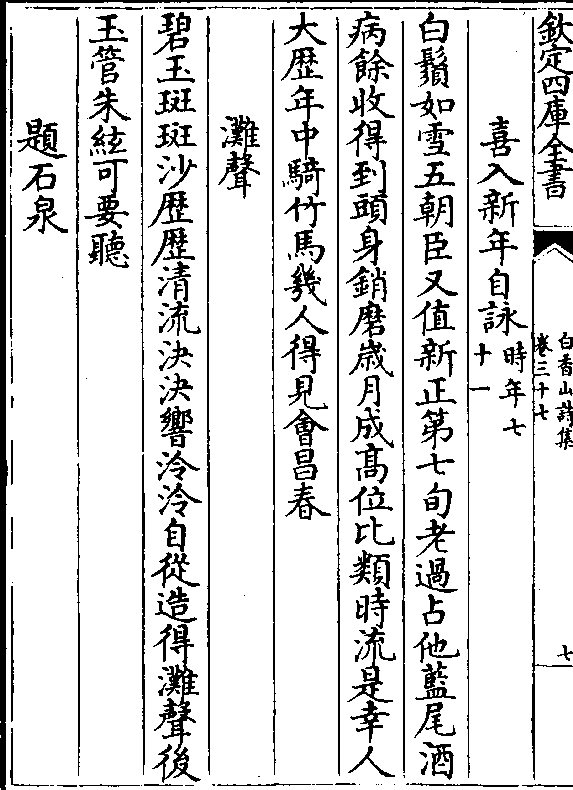 欽定四庫全書
白香山詩集
卷三十七
七
喜入新年自詠時年七十一
白鬚如雪五朝臣又值新正第七旬老過占他藍尾酒
病餘收得到頭身銷磨歲月成高位比類時流是幸人
大歴年中騎竹馬幾人得見會昌春
灘聲
碧玉班班沙歴歴清流決決響泠泠自從造得灘聲後
玉管朱絃可要聽
題石泉